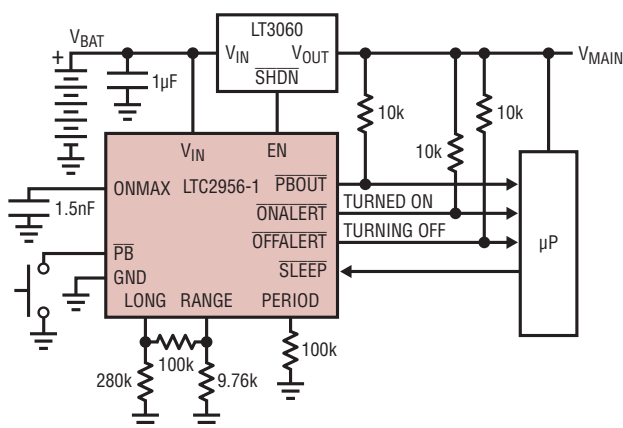 LT3060
V_BAT
V_IN
V_OUT
V_MAIN
SHDN
+
1µF
10k
10k
10k
V_IN
EN
ONMAX
LTC2956-1
PBOUT
1.5nF
ONALERT
TURNED ON
OFFALERT
TURNING OFF
µP
PB
GND
SLEEP
LONG
RANGE
PERIOD
100k
100k
280k
9.76k